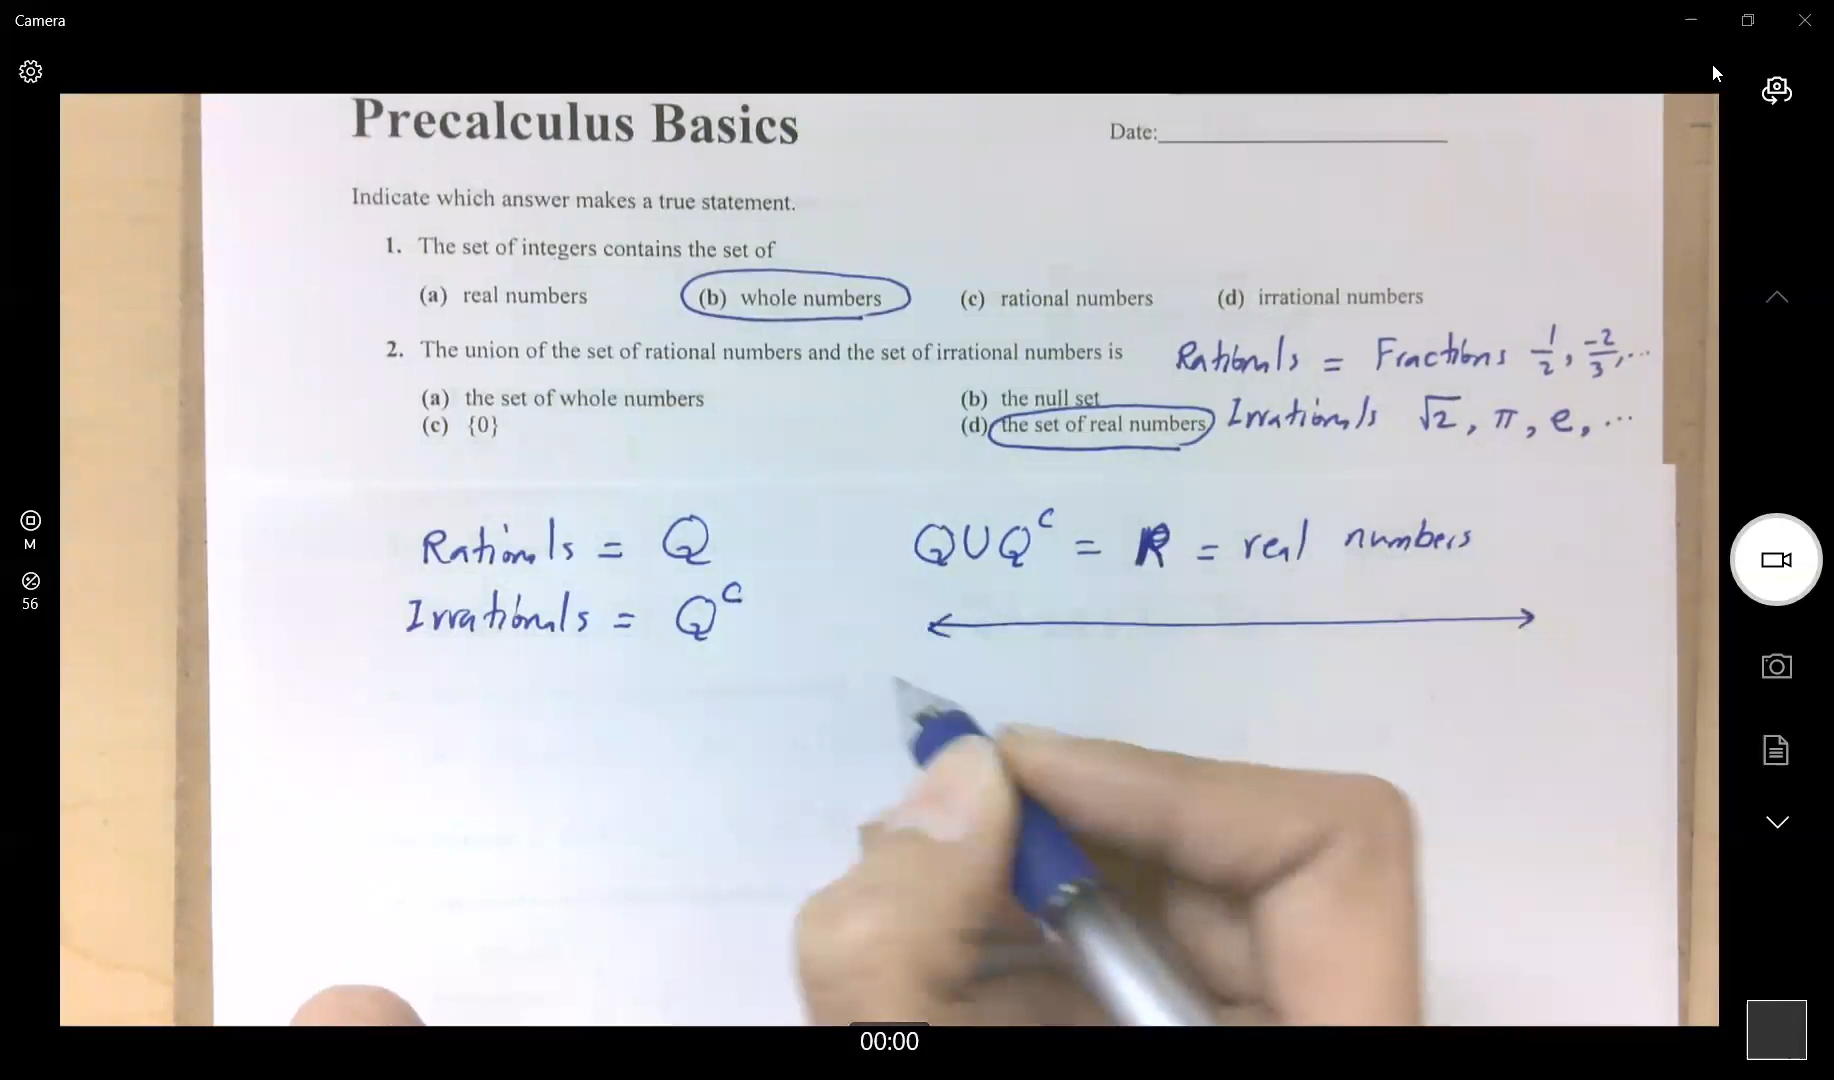 Camera
Precalculus Basics
Date:
Indicate which answer makes a true statement.
1. The set of integers contains the set of
(a) real numbers (b) whole numbers (c) rational numbers (d) irrational numbers
2. The union of the set of rational numbers and the set of irrational numbers is
Rationals = Fractions 1/2, -2/3, ...
(a) the set of whole numbers (b) the null set
(c) {0} (d) the set of real numbers
Irrationals √2, π, e, ...
Rationals = Q
Q∪Q^c = R = real numbers
Irrationals = Q^c
M
56
00:00